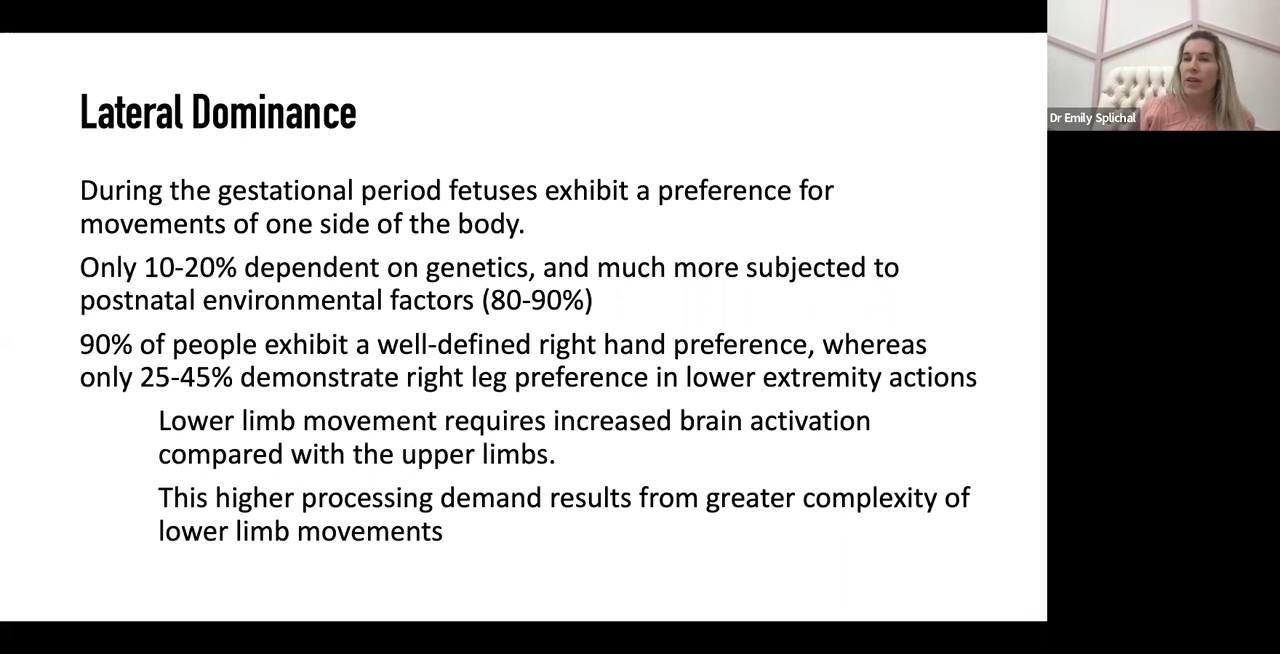 Lateral Dominance
During the gestational period fetuses exhibit a preference for
movements of one side of the body.
Only 10-20% dependent on genetics, and much more subjected to
postnatal environmental factors (80-90%)
90% of people exhibit a well-defined right hand preference, whereas
only 25-45% demonstrate right leg preference in lower extremity actions
Lower limb movement requires increased brain activation
compared with the upper limbs.
This higher processing demand results from greater complexity of
lower limb movements
Dr Emily Splichal